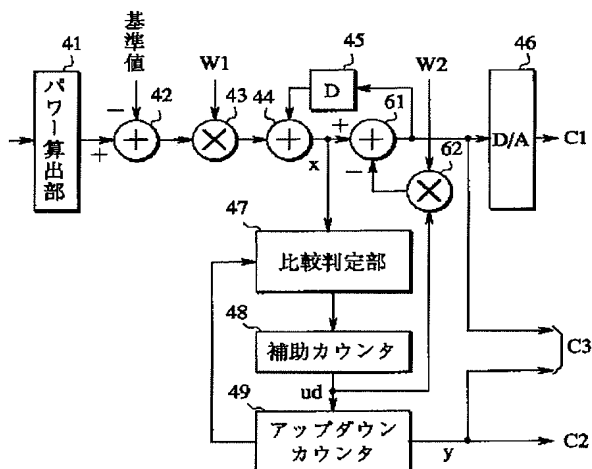 基準値
41
パワー算出部
−
+
42
+
W1
43
×
44
+
x
45
D
+
61
+
−
W2
62
×
46
D/A
C1
47
比較判定部
48
補助カウンタ
ud
49
アップダウン
カウンタ
y
C3
C2